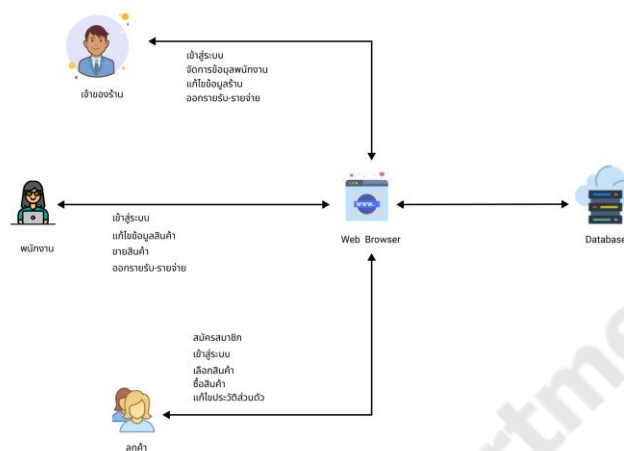 เข้าสู่ระบบ
จัดการข้อมูลพนักงาน
แก้ไขข้อมูลร้าน
ออกรายรับ-รายจ่าย
เจ้าของร้าน
www.
เข้าสู่ระบบ
แก้ไขข้อมูลสินค้า
ขายสินค้า
ออกรายรับ-รายจ่าย
พนักงาน
Web Browser
Database
สมัครสมาชิก
เข้าสู่ระบบ
เลือกสินค้า
ซื้อสินค้า
แก้ไขประวัติส่วนตัว
ลูกค้า